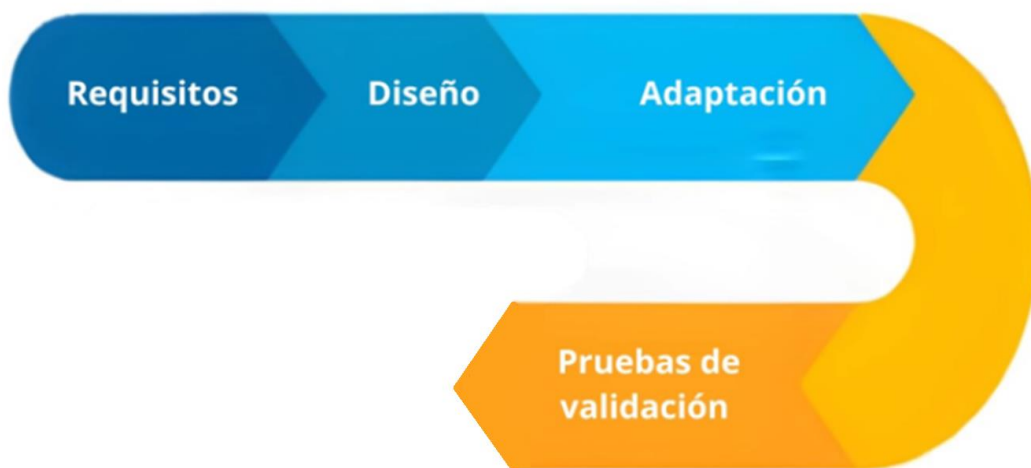 Requisitos
Diseño
Adaptación
Pruebas de
validación